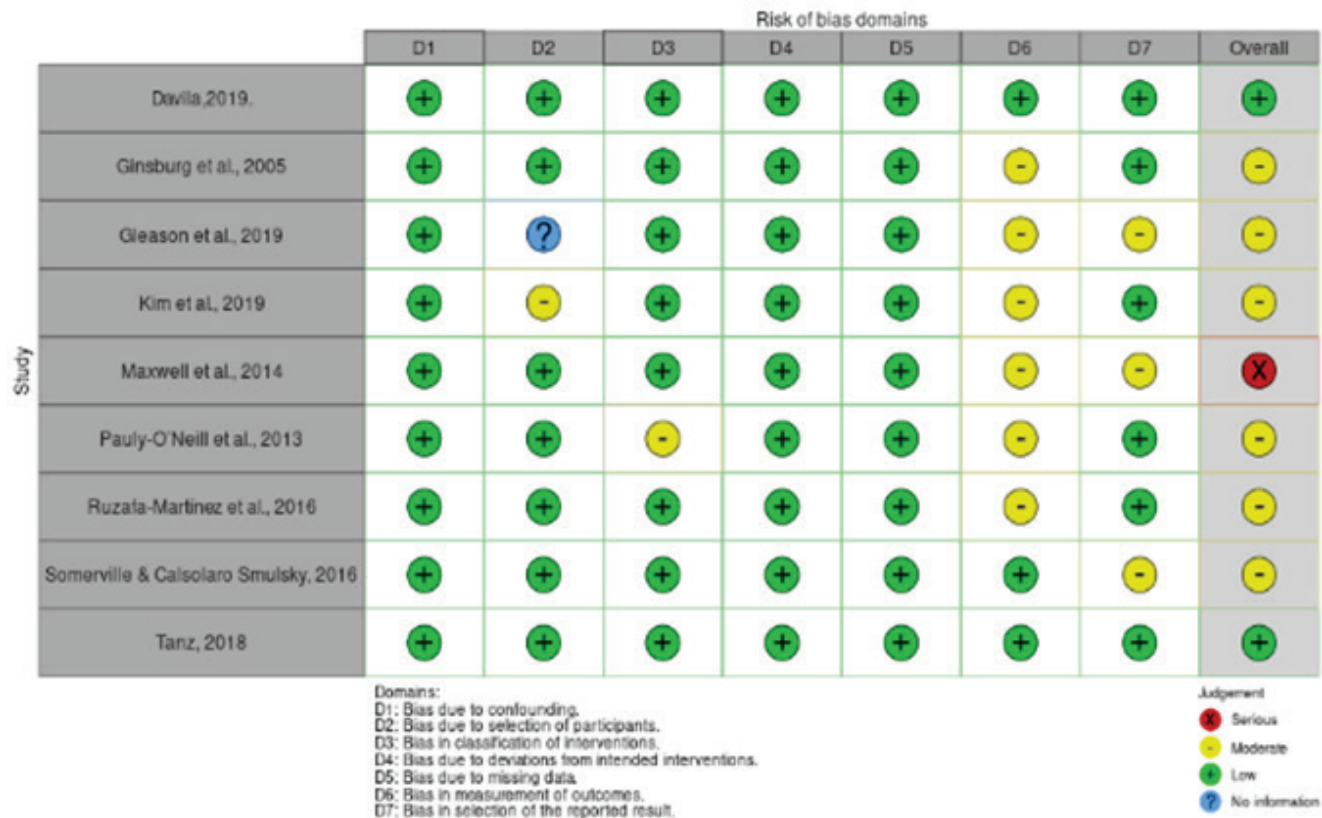 Risk of bias domains
D1 D2 D3 D4 D5 D6 D7 Overall
Study
Davila,2019. + + + + + + + +
Ginsburg et al., 2005 + + + + + - + -
Gleason et al., 2019 + ? + + + - - -
Kim et al., 2019 + - + + + - + -
Maxwell et al., 2014 + + + + + - - X
Pauly-O'Neill et al., 2013 + + - + + - + -
Ruzafa-Martinez et al., 2016 + + + + + - + -
Somerville & Calsolaro Smulsky, 2016 + + + + + + - -
Tanz, 2018 + + + + + + + +
Domains:
D1: Bias due to confounding.
D2: Bias due to selection of participants.
D3: Bias in classification of interventions.
D4: Bias due to deviations from intended interventions.
D5: Bias due to missing data.
D6: Bias in measurement of outcomes.
D7: Bias in selection of the reported result.
Judgement
X Serious
- Moderate
+ Low
? No information